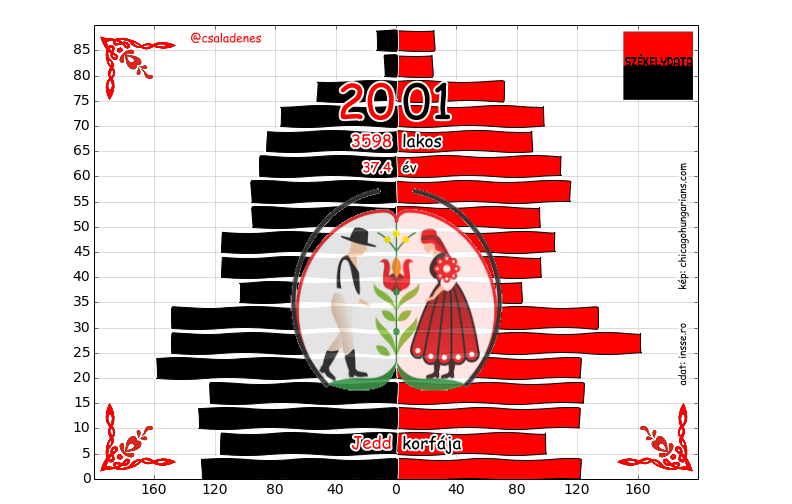 @csaladenes
SZÉKELYDATA
2001
3598 lakos
37.4 év
kép: chicagohungarians.com
adat: insse.ro
Jedd korfája
85
80
75
70
65
60
55
50
45
40
35
30
25
20
15
10
5
0
160 120 80 40 0 40 80 120 160